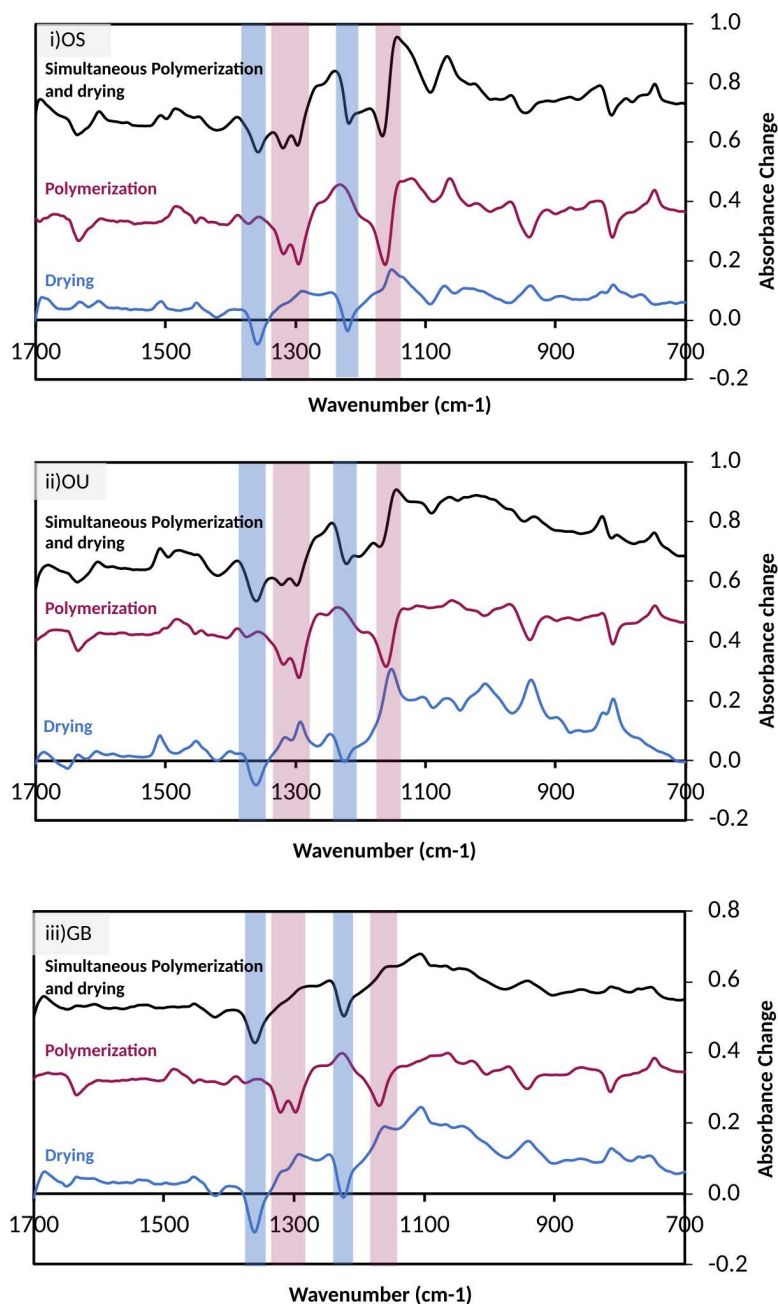 i)OS
Simultaneous Polymerization
and drying
Polymerization
Drying
1.0
0.8
0.6
0.4
0.2
0.0
-0.2
Absorbance Change
1700 1500 1300 1100 900 700
Wavenumber (cm-1)
ii)OU
Simultaneous Polymerization
and drying
Polymerization
Drying
1.0
0.8
0.6
0.4
0.2
0.0
-0.2
Absorbance change
1700 1500 1300 1100 900 700
Wavenumber (cm-1)
iii)GB
Simultaneous Polymerization
and drying
Polymerization
Drying
0.8
0.6
0.4
0.2
0.0
-0.2
Absorbance Change
1700 1500 1300 1100 900 700
Wavenumber (cm-1)